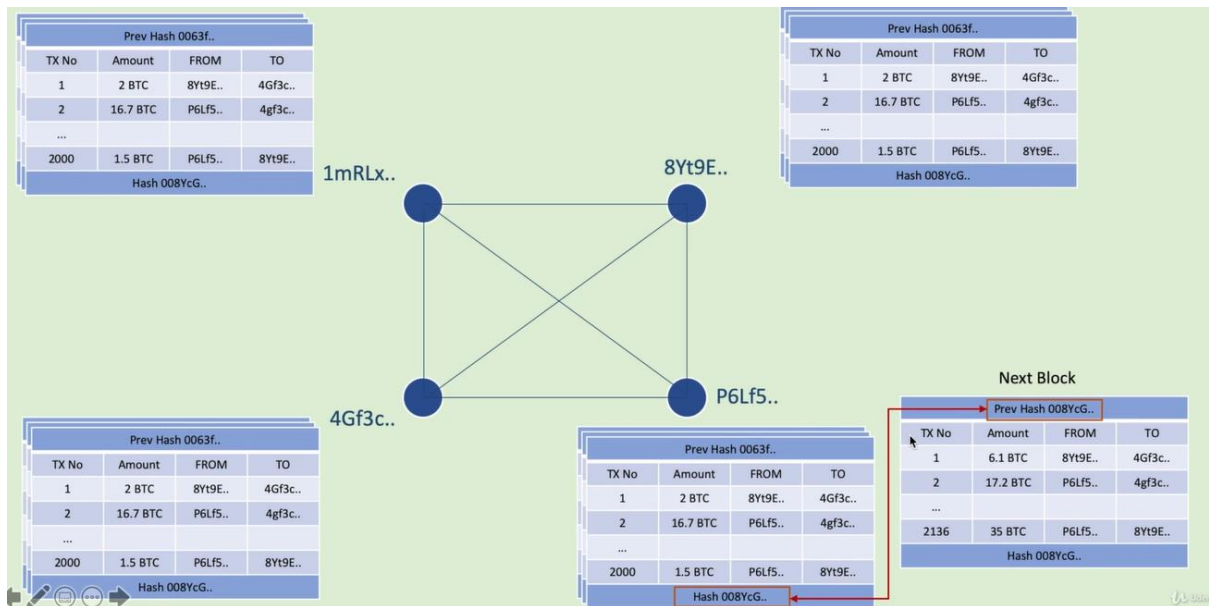 Prev Hash 0063f..
TX No Amount FROM TO
1 2 BTC 8Yt9E.. 4Gf3c..
2 16.7 BTC P6Lf5.. 4gf3c..
...
2000 1.5 BTC P6Lf5.. 8Yt9E..
Hash 008YcG..
Prev Hash 0063f..
TX No Amount FROM TO
1 2 BTC 8Yt9E.. 4Gf3c..
2 16.7 BTC P6Lf5.. 4gf3c..
...
2000 1.5 BTC P6Lf5.. 8Yt9E..
Hash 008YcG..
1mRLx..
8Yt9E..
4Gf3c..
P6Lf5..
Prev Hash 0063f..
TX No Amount FROM TO
1 2 BTC 8Yt9E.. 4Gf3c..
2 16.7 BTC P6Lf5.. 4gf3c..
...
2000 1.5 BTC P6Lf5.. 8Yt9E..
Hash 008YcG..
Prev Hash 0063f..
TX No Amount FROM TO
1 2 BTC 8Yt9E.. 4Gf3c..
2 16.7 BTC P6Lf5.. 4gf3c..
...
2000 1.5 BTC P6Lf5.. 8Yt9E..
Hash 008YcG..
Next Block
Prev Hash 008YcG..
TX No Amount FROM TO
1 6.1 BTC 8Yt9E.. 4Gf3c..
2 17.2 BTC P6Lf5.. 4gf3c..
...
2136 35 BTC P6Lf5.. 8Yt9E..
Hash 008YcG..